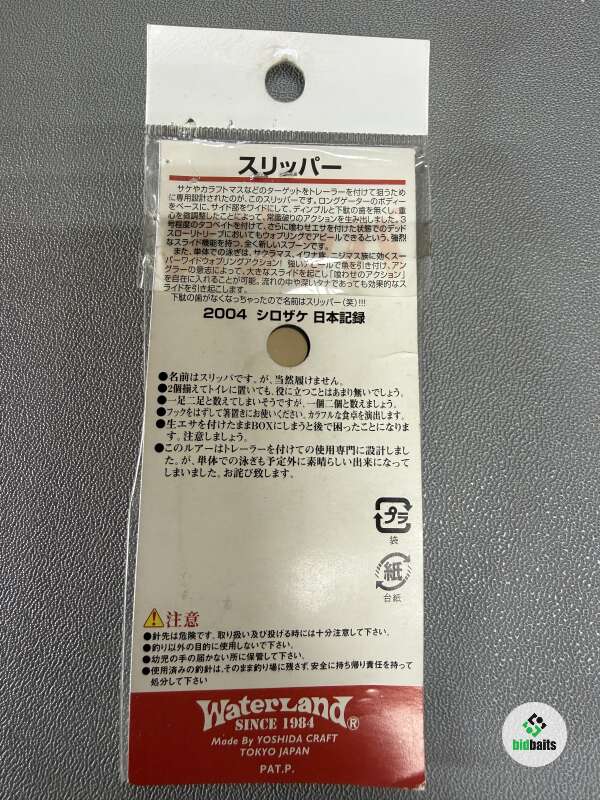 スリッパー
サケやカラフトマスなどのターゲットをトレーラーを付けて狙うため
に専用設計されたのが、このスリッパーです。ロングゲーターのボディー
をベースに、サイド部をワイドにして、ディンプルと下駄の歯を無くし、重
心を微調整したことによって、常識破りのアクションを生み出しました。3
号程度のタコベイトを付けて、さらに喰わせエサを付けた状態でのデッド
スローリトリーブにおいてもウォブリングでアピールできるという、強烈
なスライド機能を持つ、全く新しいスプーンです。
また、単体での泳ぎは、サクラマス、イワナ族、ニジマス族に効くスー
パーワイドウォブリングアクション! 強いアピールで魚を引き付け、アン
グラーの意志によって、大きなスライドを起こし「喰わせのアクション」
を自在に入れることが可能。流れの中や深いタナであっても効果的なス
ライドを引き起こします。
下駄の歯がなくなっちゃったので名前はスリッパー(笑)!!!
2004 シロザケ 日本記録
●名前はスリッパです。が、当然履けません。
●2個揃えてトイレに置いても、役に立つことはあまり無いでしょう。
●一足二足と数えてしまいそうですが、一個二個と数えましょう。
●フックをはずして箸置きにお使いください。カラフルな食卓を演出します。
●生エサを付けたままBOXにしまうと後で困ったことになりま
す。注意しましょう。
●このルアーはトレーラーを付けての使用専門に設計しまし
た。が、単体での泳ぎも予定外に素晴らしい出来になって
しまいました。お詫び致します。
プラ
袋
紙
台紙
注意
●針先は危険です、取り扱い及び投げる時には十分注意して下さい。
●釣り以外の目的に使用しないで下さい。
●幼児の手の届かない所に保管して下さい。
●使用済みの釣針は、そのまま釣り場に残さず、安全に持ち帰り責任を持って
処分して下さい
WATERLAND®
SINCE 1984
Made By YOSHIDA CRAFT
TOKYO JAPAN
PAT.P.
bidbaits